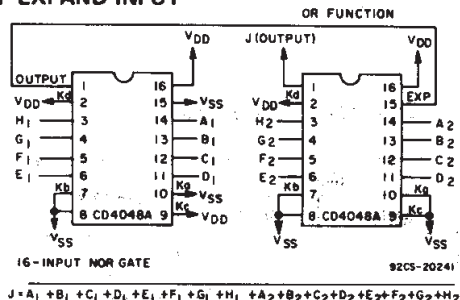 EXPAND INPUT
OR FUNCTION
VDD
J (OUTPUT)
VDD
OUTPUT
1
16
Kd
VDD
2
15
VSS
H1
3
14
A1
G1
4
13
B1
F1
5
12
C1
E1
6
11
D1
Kb
7
10
Ka
VSS
8
CD4048A
9
Kc
VDD
VSS
1
16
Kd
VDD
2
15
EXP
H2
3
14
A2
G2
4
13
B2
F2
5
12
C2
E2
6
11
D2
Kb
7
10
Ka
8
CD4048A
9
Kc
VSS
VSS
16-INPUT NOR GATE
92CS-20241
J=A1+B1+C1+D1+E1+F1+G1+H1+A2+B2+C2+D2+E2+F2+G2+H2